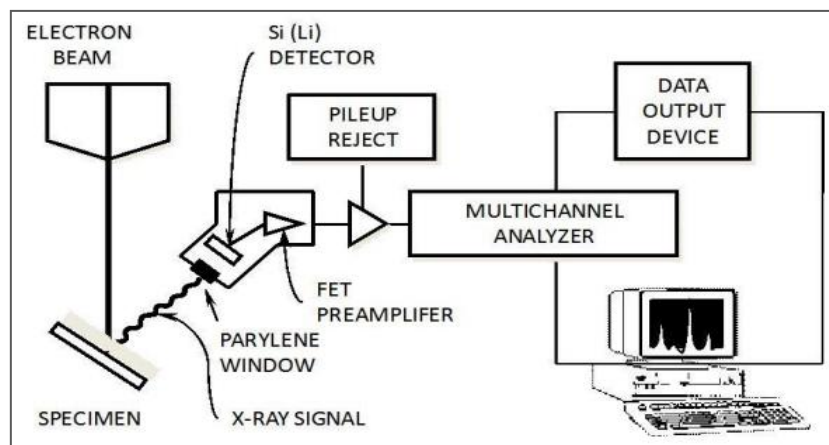 ELECTRON
BEAM
Si (Li)
DETECTOR
PILEUP
REJECT
DATA
OUTPUT
DEVICE
MULTICHANNEL
ANALYZER
FET
PREAMPLIFER
PARYLENE
WINDOW
SPECIMEN
X-RAY SIGNAL